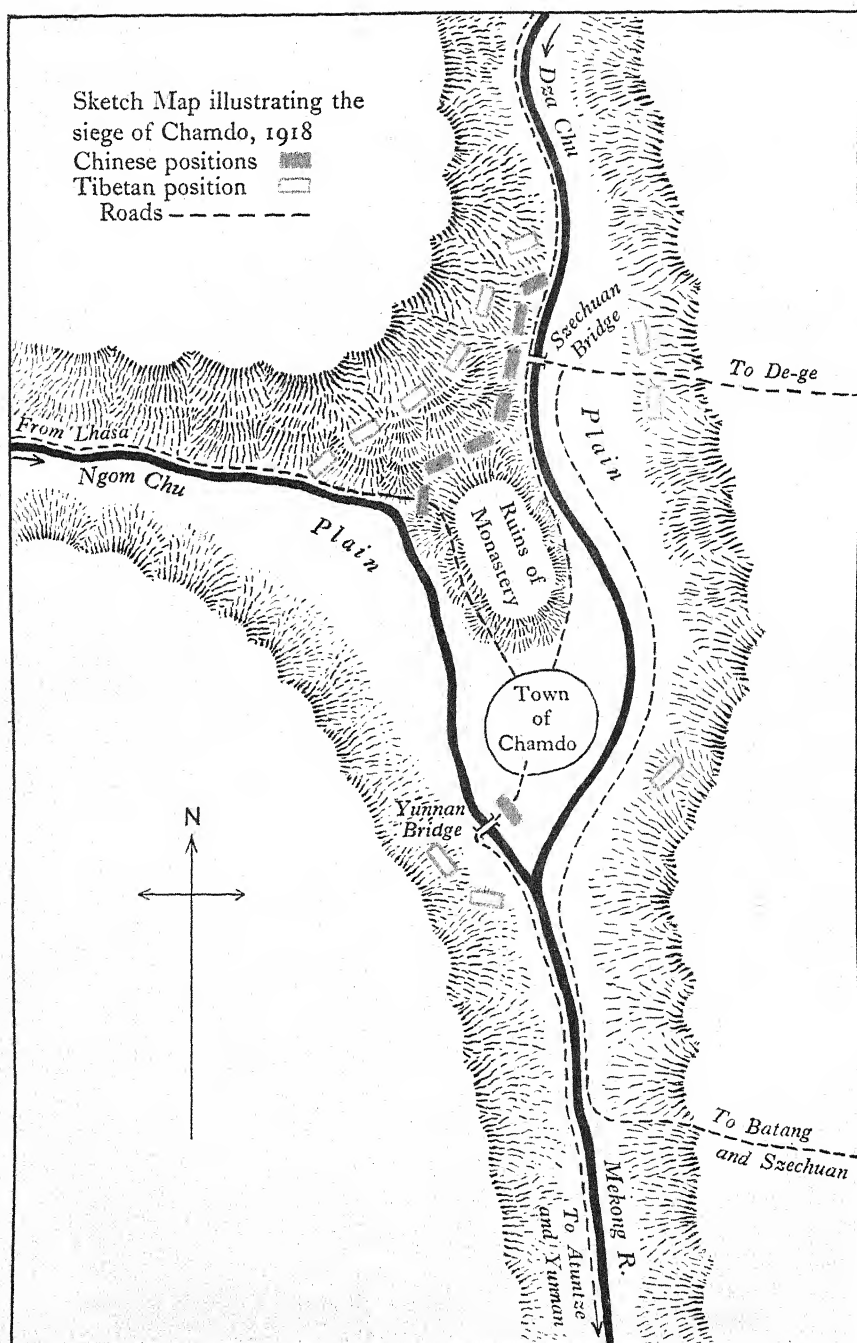 Sketch Map illustrating the
siege of Chamdo, 1918
Chinese positions
Tibetan position
Roads
Dza Chu
Szechuan
Bridge
To De-ge
From Lhasa
Ngom Chu
Plain
Plain
Ruins of
Monastery
Town
of
Chamdo
Yunnan
Bridge
N
To Batang
and Szechuan
Mekong R.
To Atuntze
and Yunnan